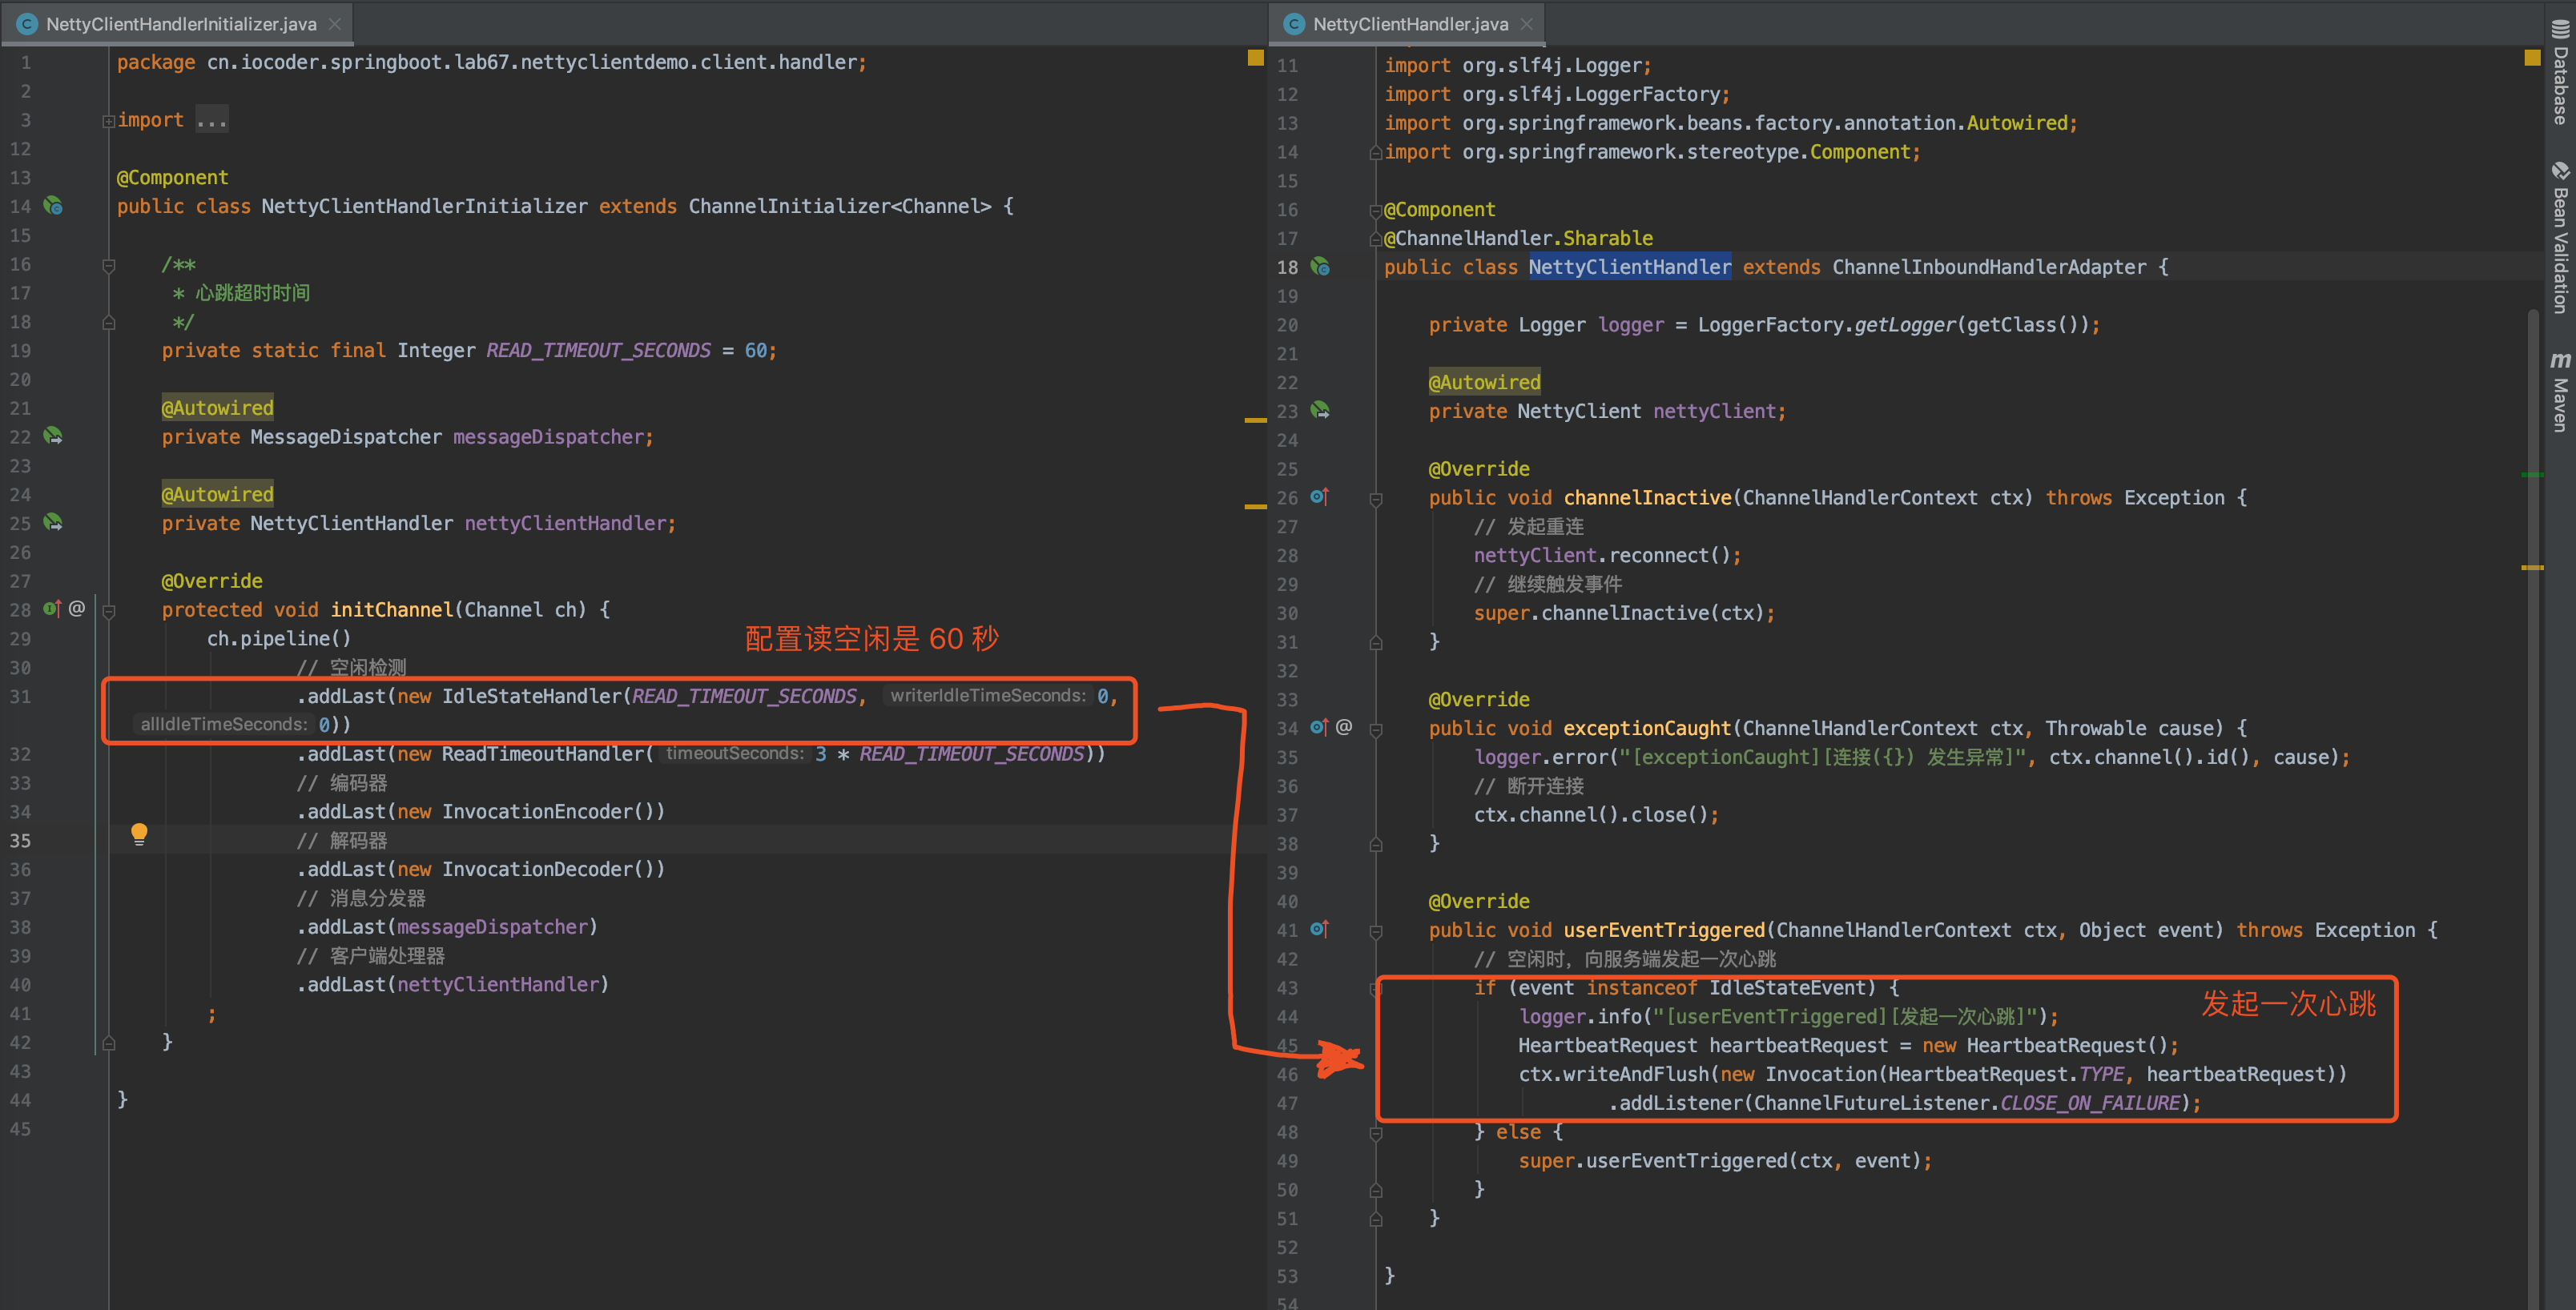 NettyClientHandlerInitializer.java
1 package cn.iocoder.springboot.lab67.nettyclientdemo.client.handler;
2
3 import ...
12
13 @Component
14 public class NettyClientHandlerInitializer extends ChannelInitializer<Channel> {
15
16 /**
17 * 心跳超时时间
18 */
19 private static final Integer READ_TIMEOUT_SECONDS = 60;
20
21 @Autowired
22 private MessageDispatcher messageDispatcher;
23
24 @Autowired
25 private NettyClientHandler nettyClientHandler;
26
27 @Override
28 @ protected void initChannel(Channel ch) {
29 ch.pipeline()
配置读空闲是 60 秒
30 // 空闲检测
31 .addLast(new IdleStateHandler(READ_TIMEOUT_SECONDS, writerIdleTimeSeconds: 0,
allIdleTimeSeconds: 0))
32 .addLast(new ReadTimeoutHandler( timeoutSeconds: 3 * READ_TIMEOUT_SECONDS))
33 // 编码器
34 .addLast(new InvocationEncoder())
35 // 解码器
36 .addLast(new InvocationDecoder())
37 // 消息分发器
38 .addLast(messageDispatcher)
39 // 客户端处理器
40 .addLast(nettyClientHandler)
41 ;
42 }
43
44 }
45
NettyClientHandler.java
11 import org.slf4j.Logger;
12 import org.slf4j.LoggerFactory;
13 import org.springframework.beans.factory.annotation.Autowired;
14 import org.springframework.stereotype.Component;
15
16 @Component
17 @ChannelHandler.Sharable
18 public class NettyClientHandler extends ChannelInboundHandlerAdapter {
19
20 private Logger logger = LoggerFactory.getLogger(getClass());
21
22 @Autowired
23 private NettyClient nettyClient;
24
25 @Override
26 public void channelInactive(ChannelHandlerContext ctx) throws Exception {
27 // 发起重连
28 nettyClient.reconnect();
29 // 继续触发事件
30 super.channelInactive(ctx);
31 }
32
33 @Override
34 @ public void exceptionCaught(ChannelHandlerContext ctx, Throwable cause) {
35 logger.error("[exceptionCaught][连接({}) 发生异常]", ctx.channel().id(), cause);
36 // 断开连接
37 ctx.channel().close();
38 }
39
40 @Override
41 public void userEventTriggered(ChannelHandlerContext ctx, Object event) throws Exception {
42 // 空闲时，向服务端发起一次心跳
43 if (event instanceof IdleStateEvent) {
发起一次心跳
44 logger.info("[userEventTriggered][发起一次心跳]");
45 HeartbeatRequest heartbeatRequest = new HeartbeatRequest();
46 ctx.writeAndFlush(new Invocation(HeartbeatRequest.TYPE, heartbeatRequest))
47 .addListener(ChannelFutureListener.CLOSE_ON_FAILURE);
48 } else {
49 super.userEventTriggered(ctx, event);
50 }
51 }
52
53 }
54
Database
Bean Validation
m Maven